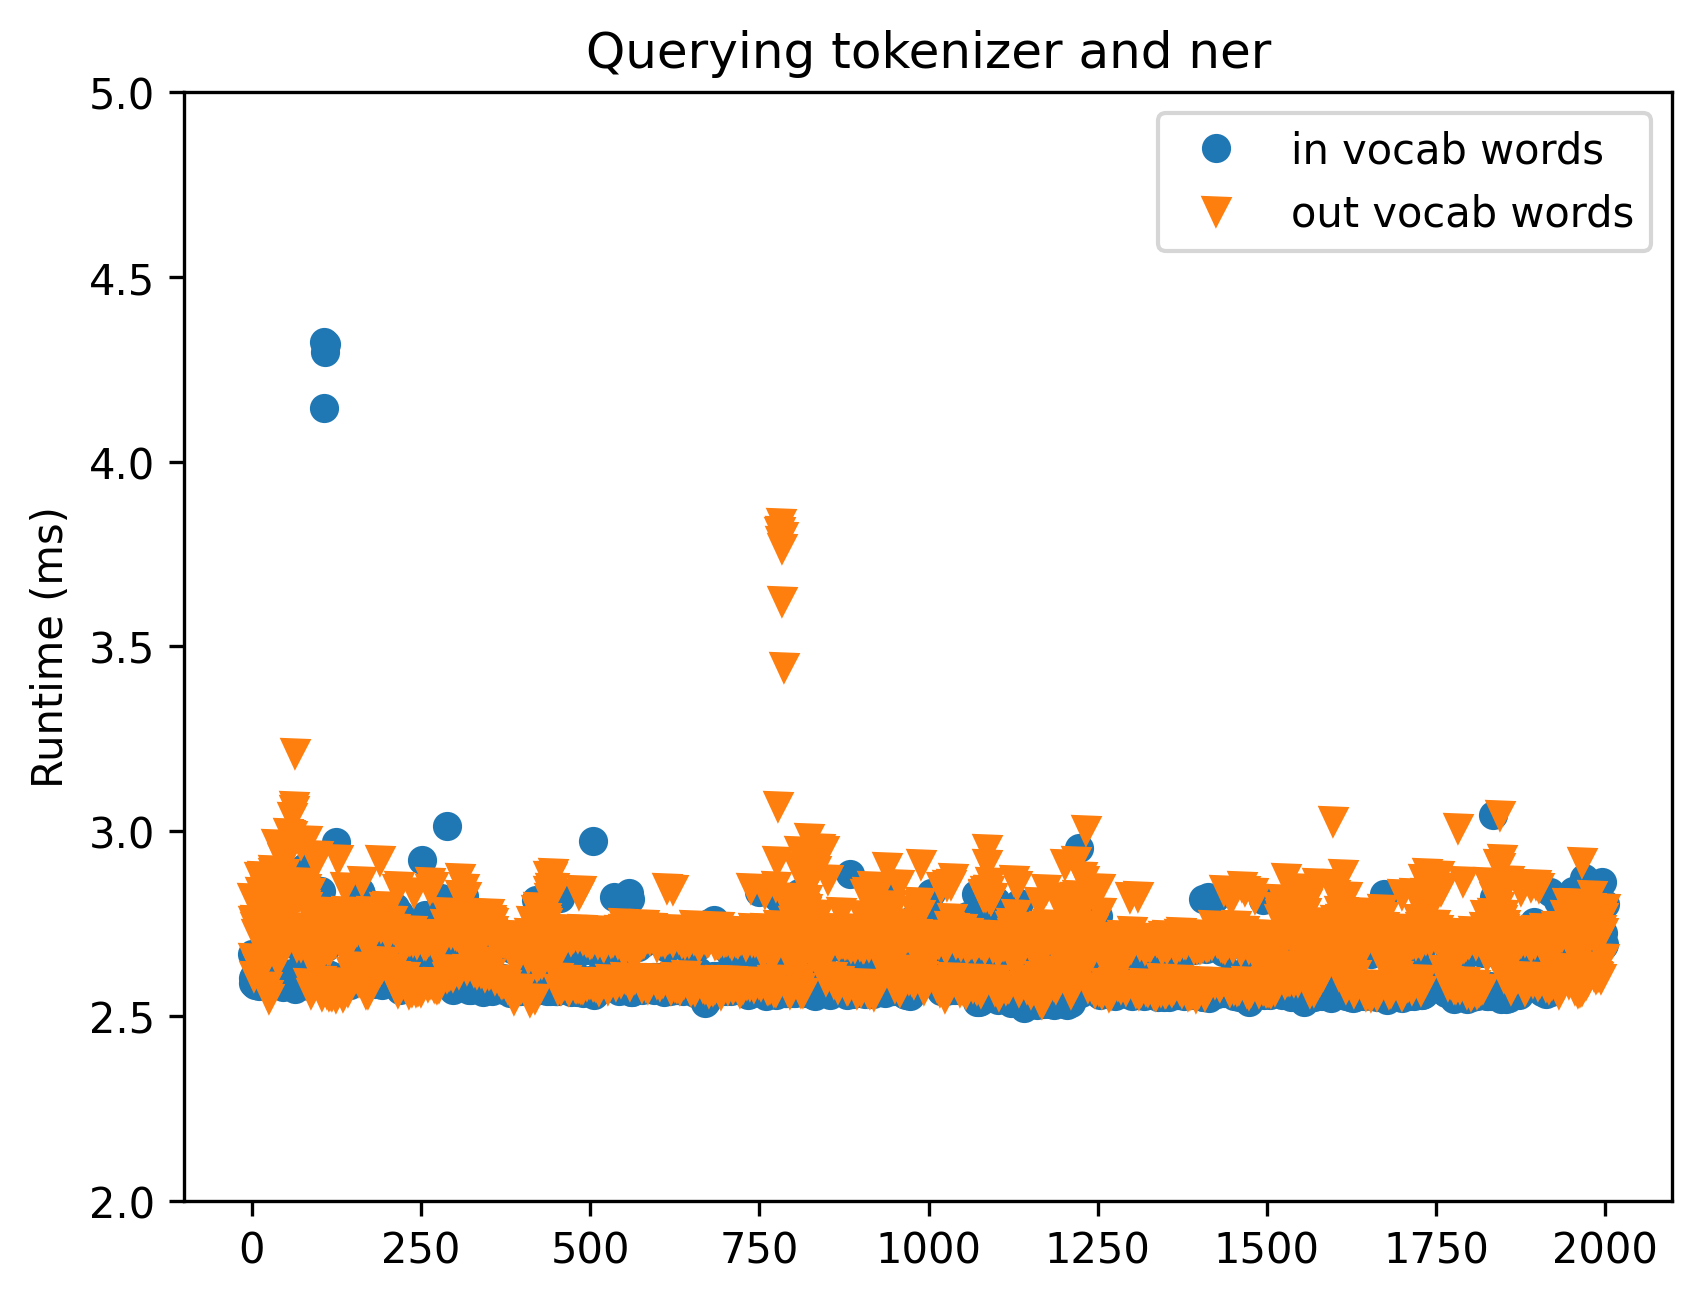 Querying tokenizer and ner
in vocab words
out vocab words
Runtime (ms)
5.0
4.5
4.0
3.5
3.0
2.5
2.0
0 250 500 750 1000 1250 1500 1750 2000